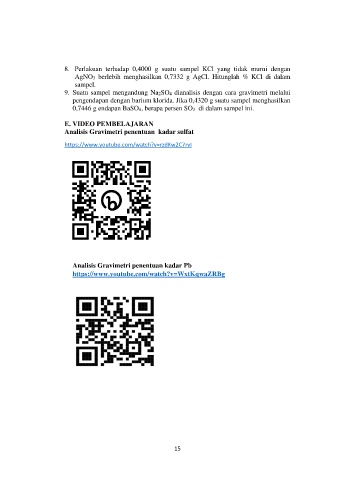 8. Perlakuan terhadap 0,4000 g suatu sampel KCl yang tidak murni dengan
AgNO₃ berlebih menghasilkan 0,7332 g AgCl. Hitunglah % KCl di dalam
sampel.
9. Suatu sampel mengandung Na₂SO₄ dianalisis dengan cara gravimetri melalui
pengendapan dengan barium klorida. Jika 0,4320 g suatu sampel menghasilkan
0,7446 g endapan BaSO₄, berapa persen SO₃ di dalam sampel ini.
E. VIDEO PEMBELAJARAN
Analisis Gravimetri penentuan kadar sulfat
Analisis Gravimetri penentuan kadar Pb
https://www.youtube.com/watch?v=WxtKqwaZRBg
15